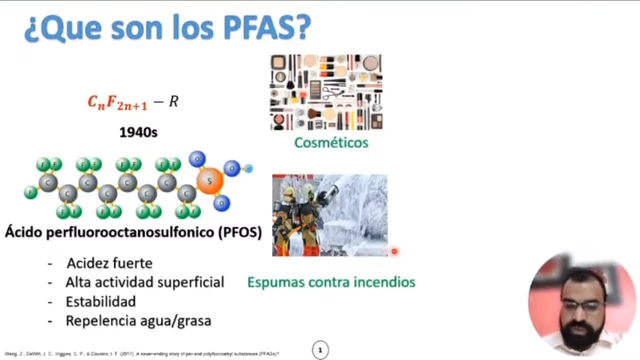 ¿Que son los PFAS?
CnF2n+1 − R
1940s
Ácido perfluorooctanosulfonico (PFOS)
- Acidez fuerte
- Alta actividad superficial
- Estabilidad
- Repelencia agua/grasa
Cosméticos
Espumas contra incendios
1